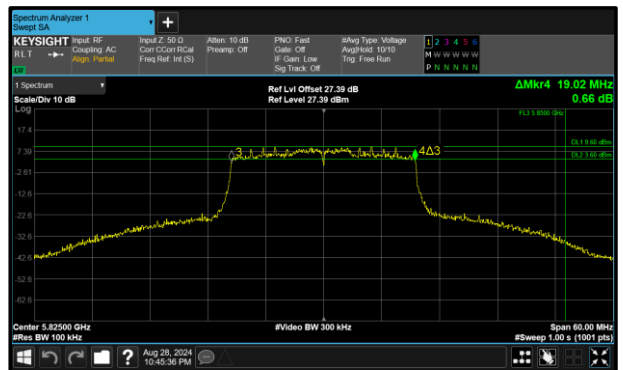 Spectrum Analyzer 1
Swept SA
+
KEYSIGHT Input: RF Input Z: 50 Ω Atten: 10 dB PNO: Fast #Avg Type: Voltage 1 2 3 4 5 6
RLT Coupling: AC Corr CCorr RCal Preamp: Off Gate: Off Avg|Hold: 10/10 M W W W W W
Align: Partial Freq Ref: Int (S) IF Gain: Low Trig: Free Run P N N N N N
LW Sig Track: Off
1 Spectrum Ref Lvl Offset 27.39 dB ΔMkr4 19.02 MHz
Scale/Div 10 dB Ref Level 27.39 dBm 0.66 dB
Log FL3 5.8500 GHz
17.4
DL1 9.60 dBm
7.39 3 4Δ3
DL2 3.60 dBm
-2.61
-12.6
-22.6
-32.6
-42.6
-52.6
-62.6
Center 5.82500 GHz #Video BW 300 kHz Span 60.00 MHz
#Res BW 100 kHz #Sweep 1.00 s (1001 pts)
? Aug 28, 2024
10:45:36 PM